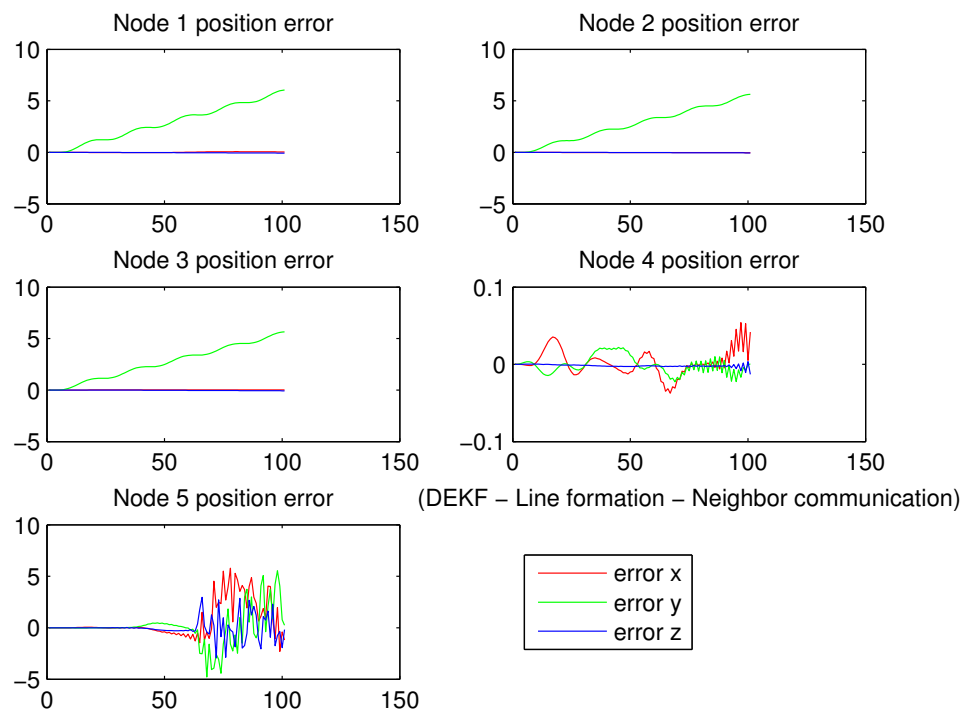 Node 1 position error
10
5
0
−5
0 50 100 150
Node 2 position error
10
5
0
−5
0 50 100 150
Node 3 position error
10
5
0
−5
0 50 100 150
Node 4 position error
0.1
0
−0.1
0 50 100 150
Node 5 position error
10
5
0
−5
0 50 100 150
(DEKF − Line formation − Neighbor communication)
error x
error y
error z